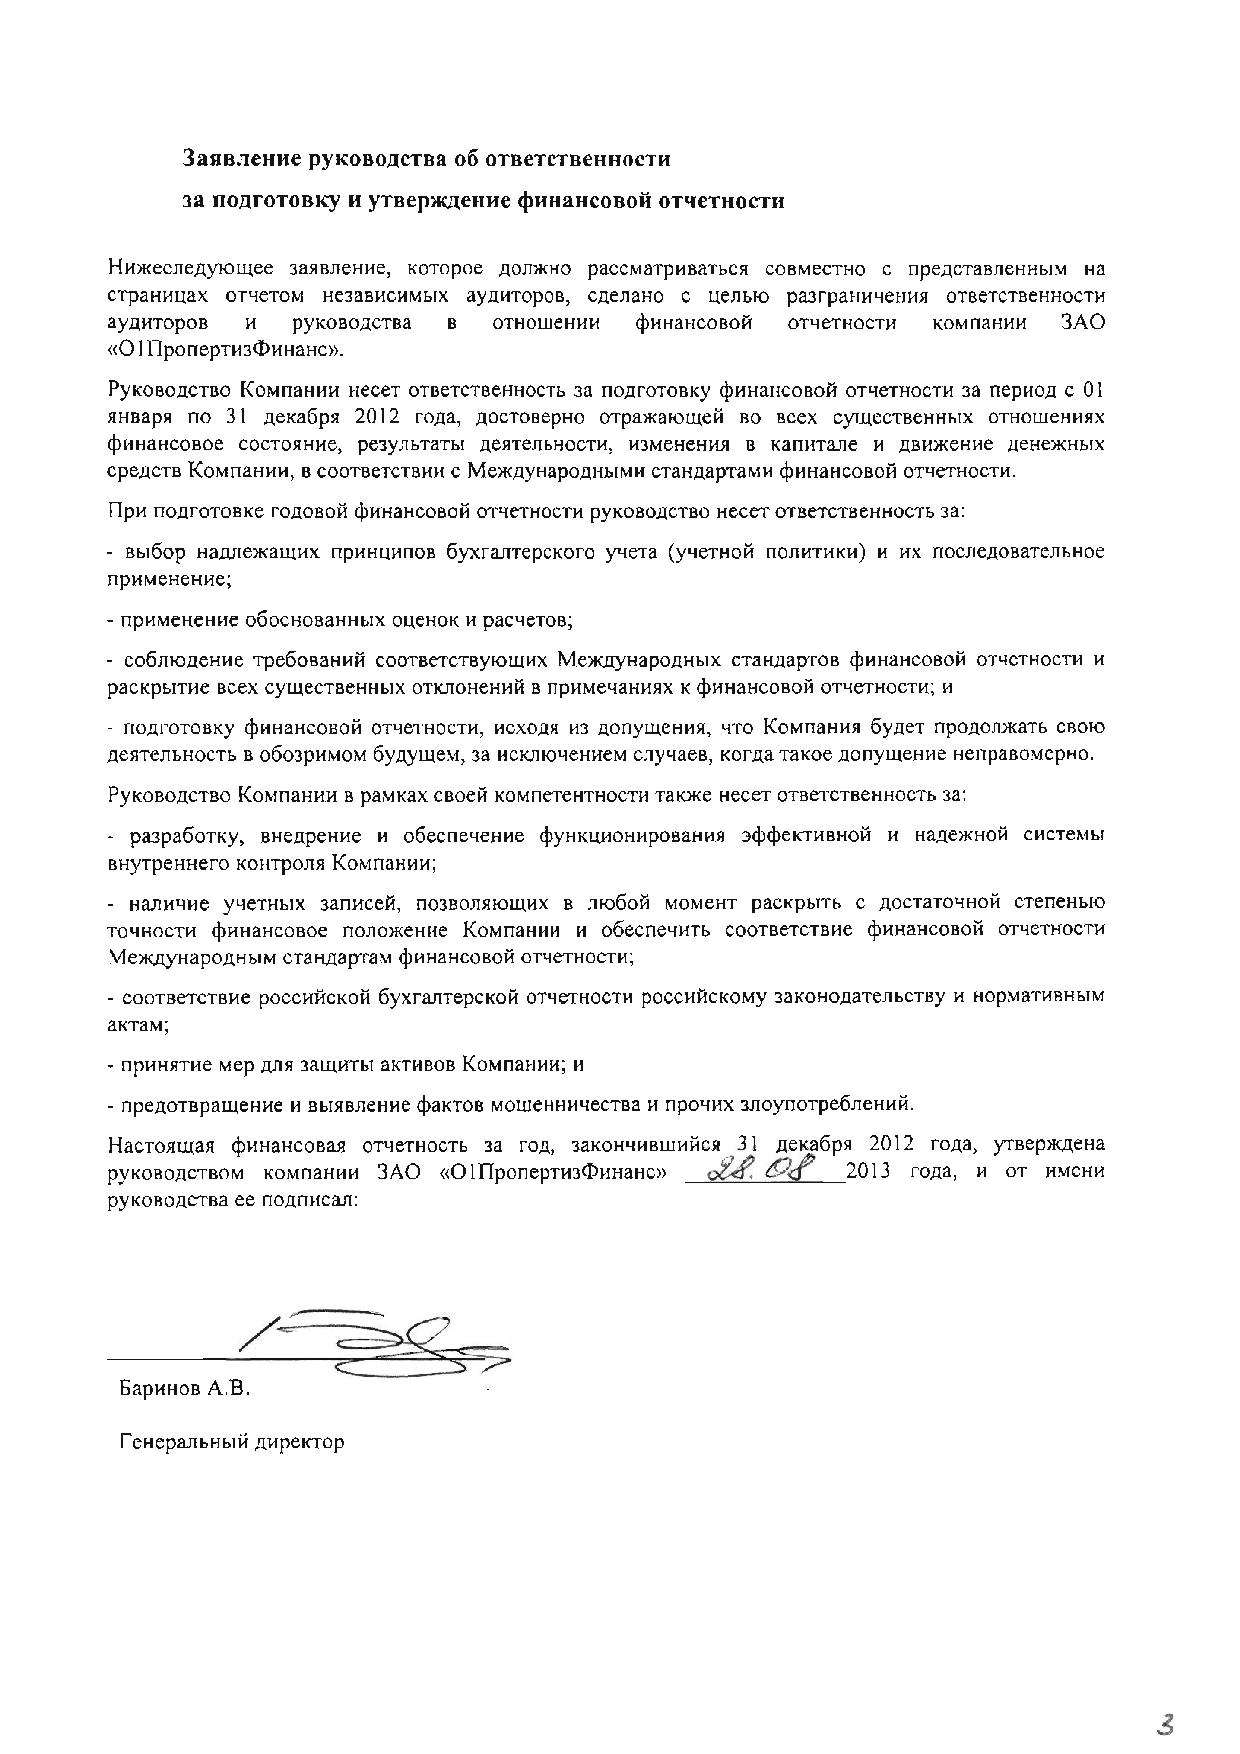 Заявление руководства об ответственности
за подготовку и утверждение финансовой отчетности
Нижеследующее заявление, которое должно рассматриваться совместно с представленным на
страницах отчетом независимых аудиторов, сделано с целью разграничения ответственности
аудиторов и руководства в отношении финансовой отчетности компании ЗАО
«О1ПропертизФинанс».
Руководство Компании несет ответственность за подготовку финансовой отчетности за период с 01
января по 31 декабря 2012 года, достоверно отражающей во всех существенных отношениях
финансовое состояние, результаты деятельности, изменения в капитале и движение денежных
средств Компании, в соответствии с Международными стандартами финансовой отчетности.
При подготовке годовой финансовой отчетности руководство несет ответственность за:
- выбор надлежащих принципов бухгалтерского учета (учетной политики) и их последовательное
применение;
- применение обоснованных оценок и расчетов;
- соблюдение требований соответствующих Международных стандартов финансовой отчетности и
раскрытие всех существенных отклонений в примечаниях к финансовой отчетности; и
- подготовку финансовой отчетности, исходя из допущения, что Компания будет продолжать свою
деятельность в обозримом будущем, за исключением случаев, когда такое допущение неправомерно.
Руководство Компании в рамках своей компетентности также несет ответственность за:
- разработку, внедрение и обеспечение функционирования эффективной и надежной системы
внутреннего контроля Компании;
- наличие учетных записей, позволяющих в любой момент раскрыть с достаточной степенью
точности финансовое положение Компании и обеспечить соответствие финансовой отчетности
Международным стандартам финансовой отчетности;
- соответствие российской бухгалтерской отчетности российскому законодательству и нормативным
актам;
- принятие мер для защиты активов Компании; и
- предотвращение и выявление фактов мошенничества и прочих злоупотреблений.
Настоящая финансовая отчетность за год, закончившийся 31 декабря 2012 года, утверждена
руководством компании ЗАО «О1ПропертизФинанс» 28.08 2013 года, и от имени
руководства ее подписал:
Баринов А.В.
Генеральный директор
3